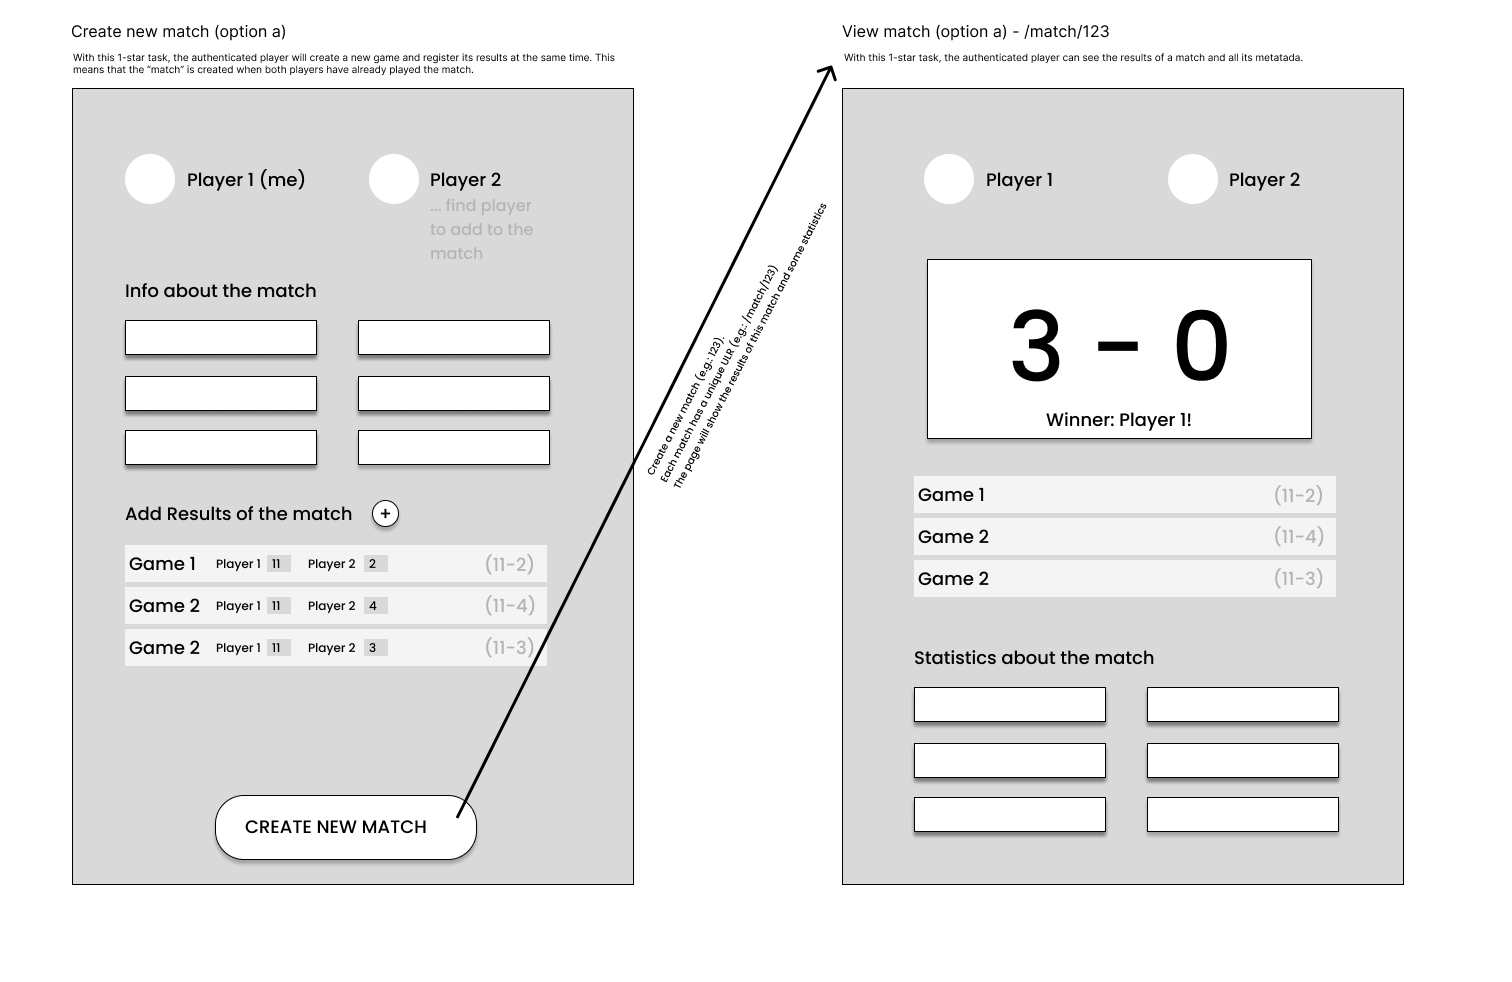 Create new match (option a)
With this 1-star task, the authenticated player will create a new game and register its results at the same time. This
means that the “match” is created when both players have already played the match.
Player 1 (me)
Player 2
... find player
to add to the
match
Info about the match
Add Results of the match
+
Game 1 Player 1 11 Player 2 2 (11-2)
Game 2 Player 1 11 Player 2 4 (11-4)
Game 2 Player 1 11 Player 2 3 (11-3)
CREATE NEW MATCH
Create a new match (e.g.: 123).
Each match has a unique ULR (e.g.: /match/123)
The page will show the results of this match and some statistics
View match (option a) - /match/123
With this 1-star task, the authenticated player can see the results of a match and all its metatada.
Player 1
Player 2
3 - 0
Winner: Player 1!
Game 1 (11-2)
Game 2 (11-4)
Game 2 (11-3)
Statistics about the match